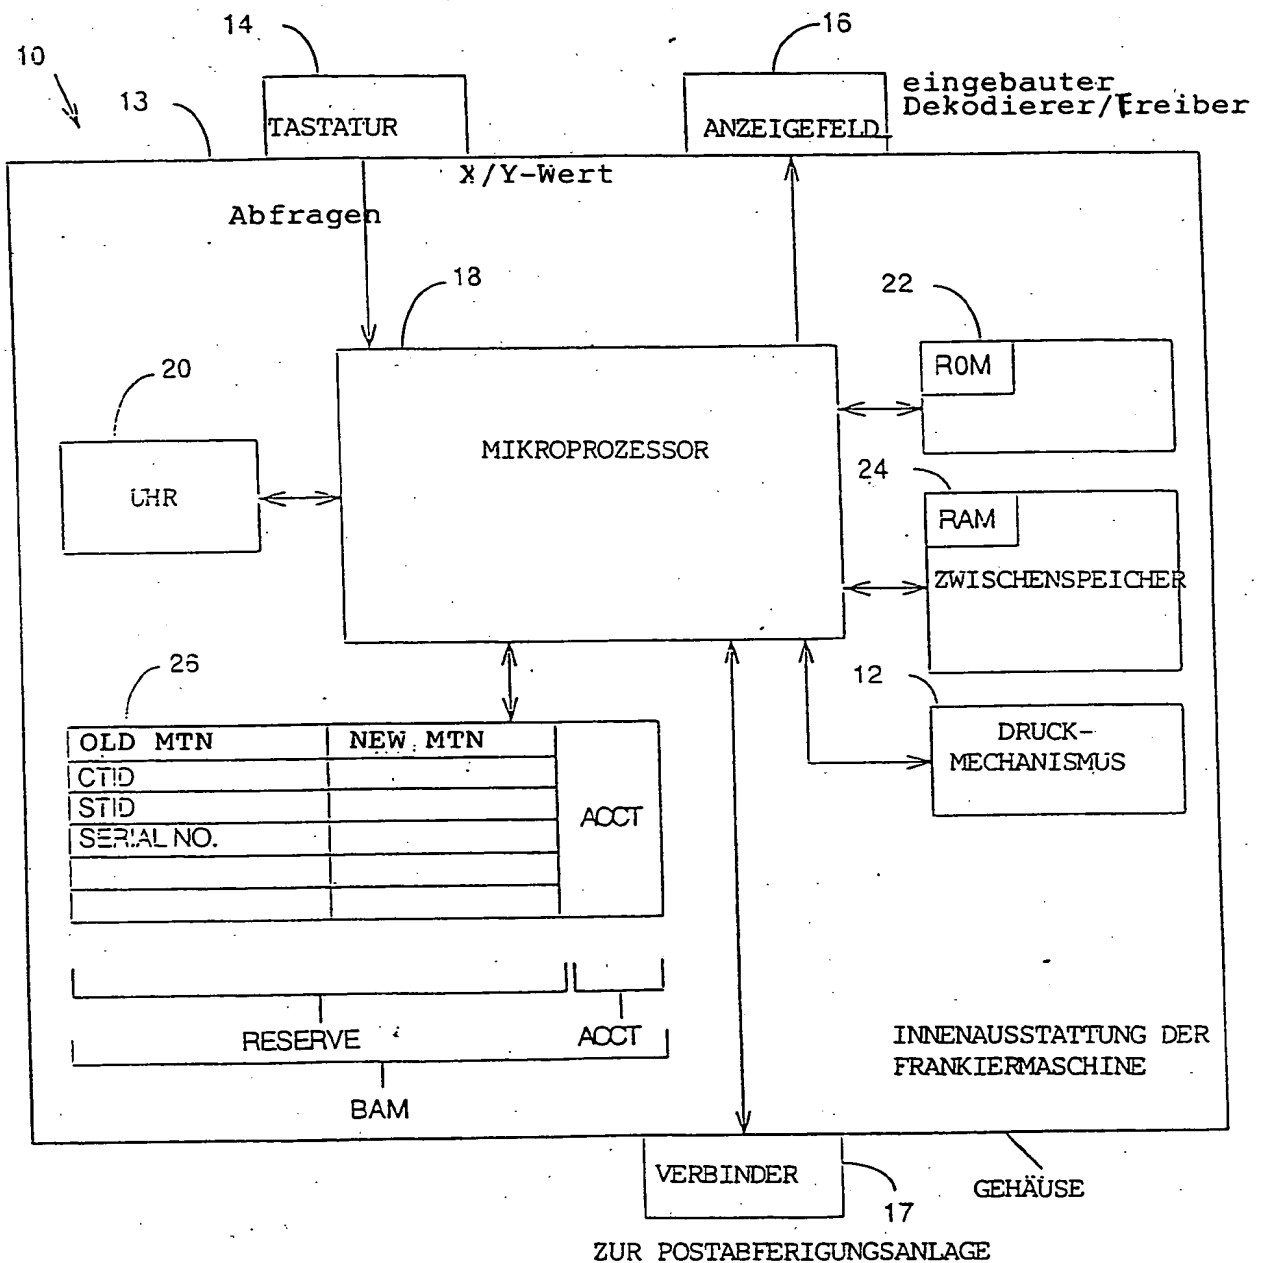 14
16
10
13
eingebauter
Dekodierer/Treiber
TASTATUR
ANZEIGEFELD
X/Y-Wert
Abfragen
18
22
ROM
20
MIKROPROZESSOR
24
UHR
RAM
ZWISCHENSPEICHER
26
12
OLD MTN
NEW MTN
DRUCK-
MECHANISMUS
CTID
STID
SERIAL NO.
ACCT
RESERVE
ACCT
BAM
INNENAUSSTATTUNG DER
FRANKIERMASCHINE
VERBINDER
17
GEHÄUSE
ZUR POSTABFERIGUNGSANLAGE